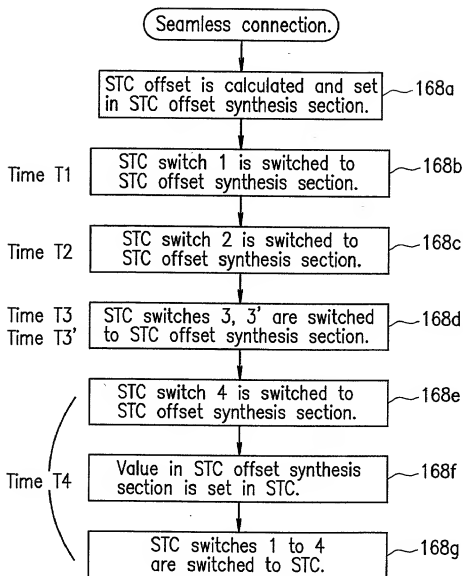 Seamless connection.
STC offset is calculated and set
in STC offset synthesis section.
168a
Time T1
STC switch 1 is switched to
STC offset synthesis section.
168b
Time T2
STC switch 2 is switched to
STC offset synthesis section.
168c
Time T3
Time T3'
STC switches 3, 3' are switched
to STC offset synthesis section.
168d
STC switch 4 is switched to
STC offset synthesis section.
168e
Time T4
Value in STC offset synthesis
section is set in STC.
168f
STC switches 1 to 4
are switched to STC.
168g